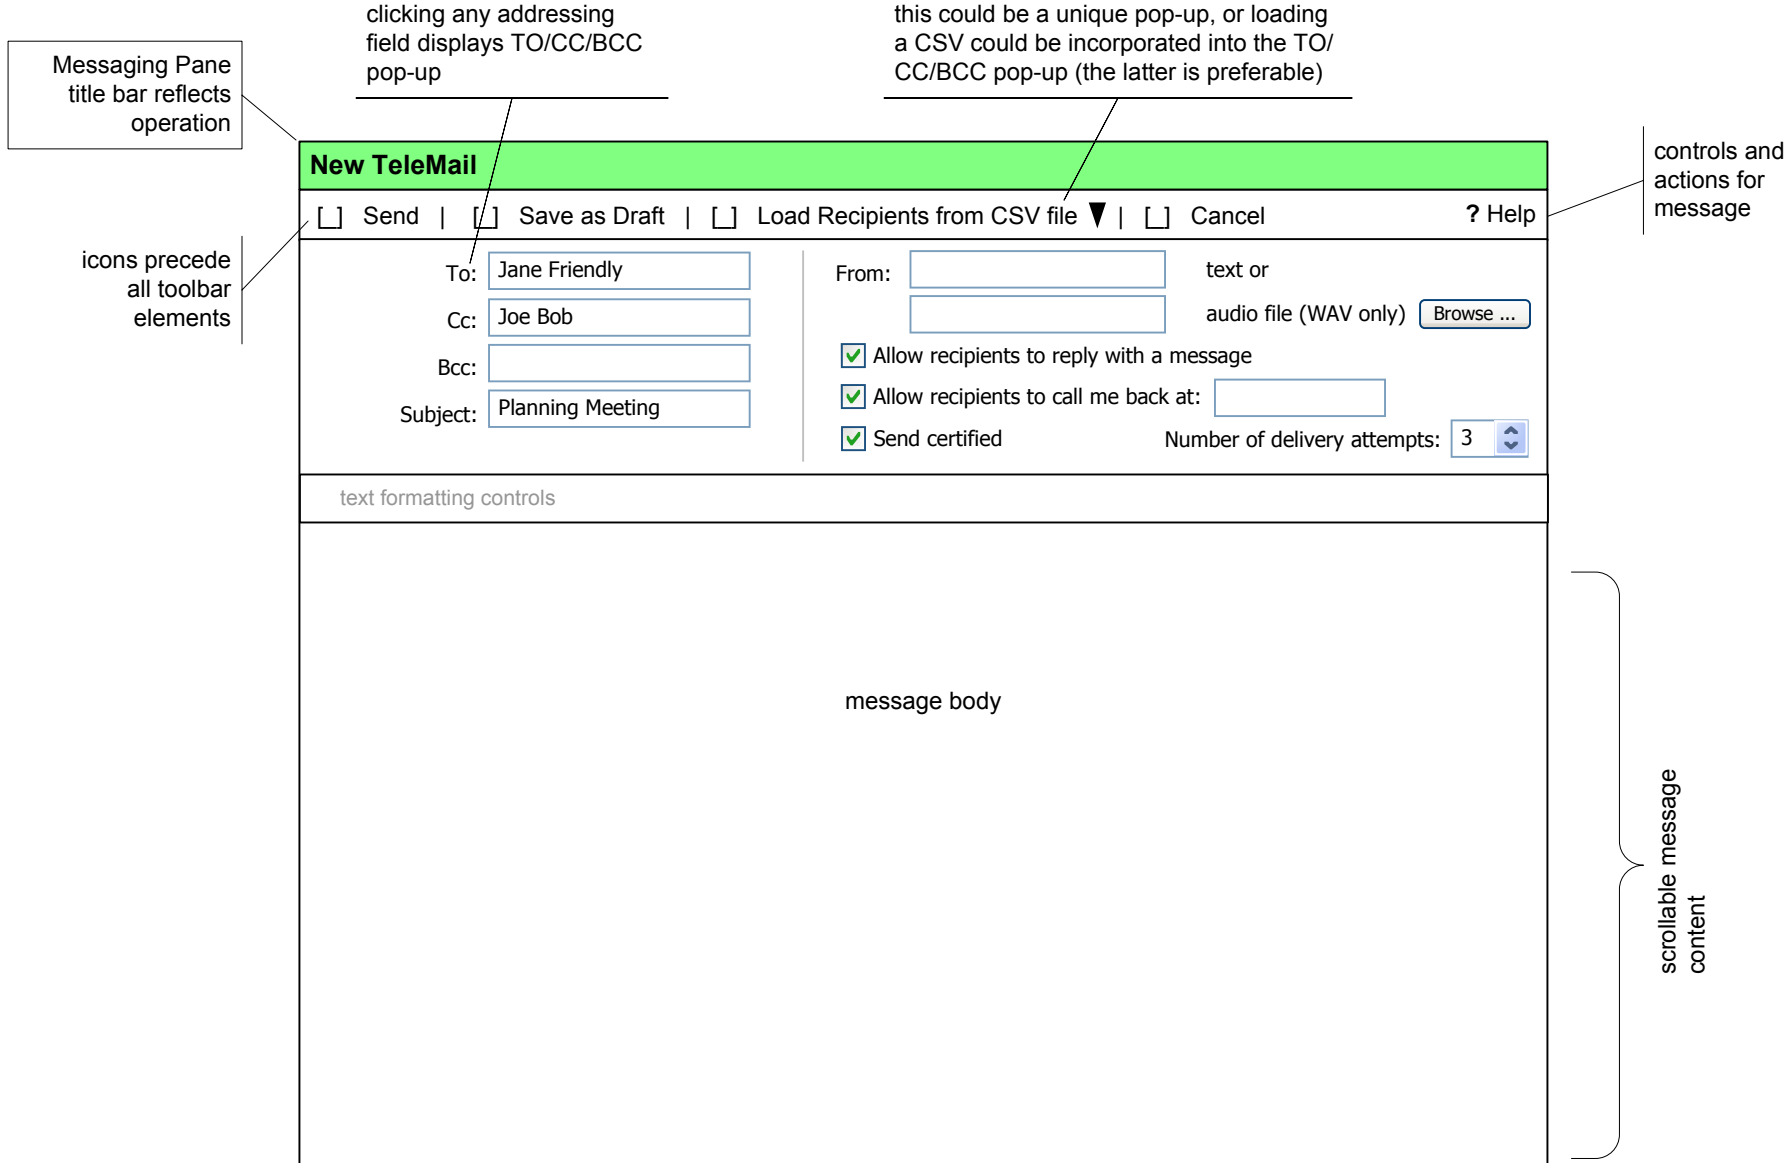 clicking any addressing
field displays TO/CC/BCC
pop-up
this could be a unique pop-up, or loading
a CSV could be incorporated into the TO/
CC/BCC pop-up (the latter is preferable)
Messaging Pane
title bar reflects
operation
New TeleMail
controls and
actions for
message
[_] Send | [_] Save as Draft | [_] Load Recipients from CSV file ▼ | [_] Cancel ? Help
icons precede
all toolbar
elements
To: Jane Friendly
Cc: Joe Bob
Bcc:
Subject: Planning Meeting
From: text or
audio file (WAV only) Browse ...
Allow recipients to reply with a message
Allow recipients to call me back at:
Send certified Number of delivery attempts: 3
text formatting controls
message body
scrollable message
content